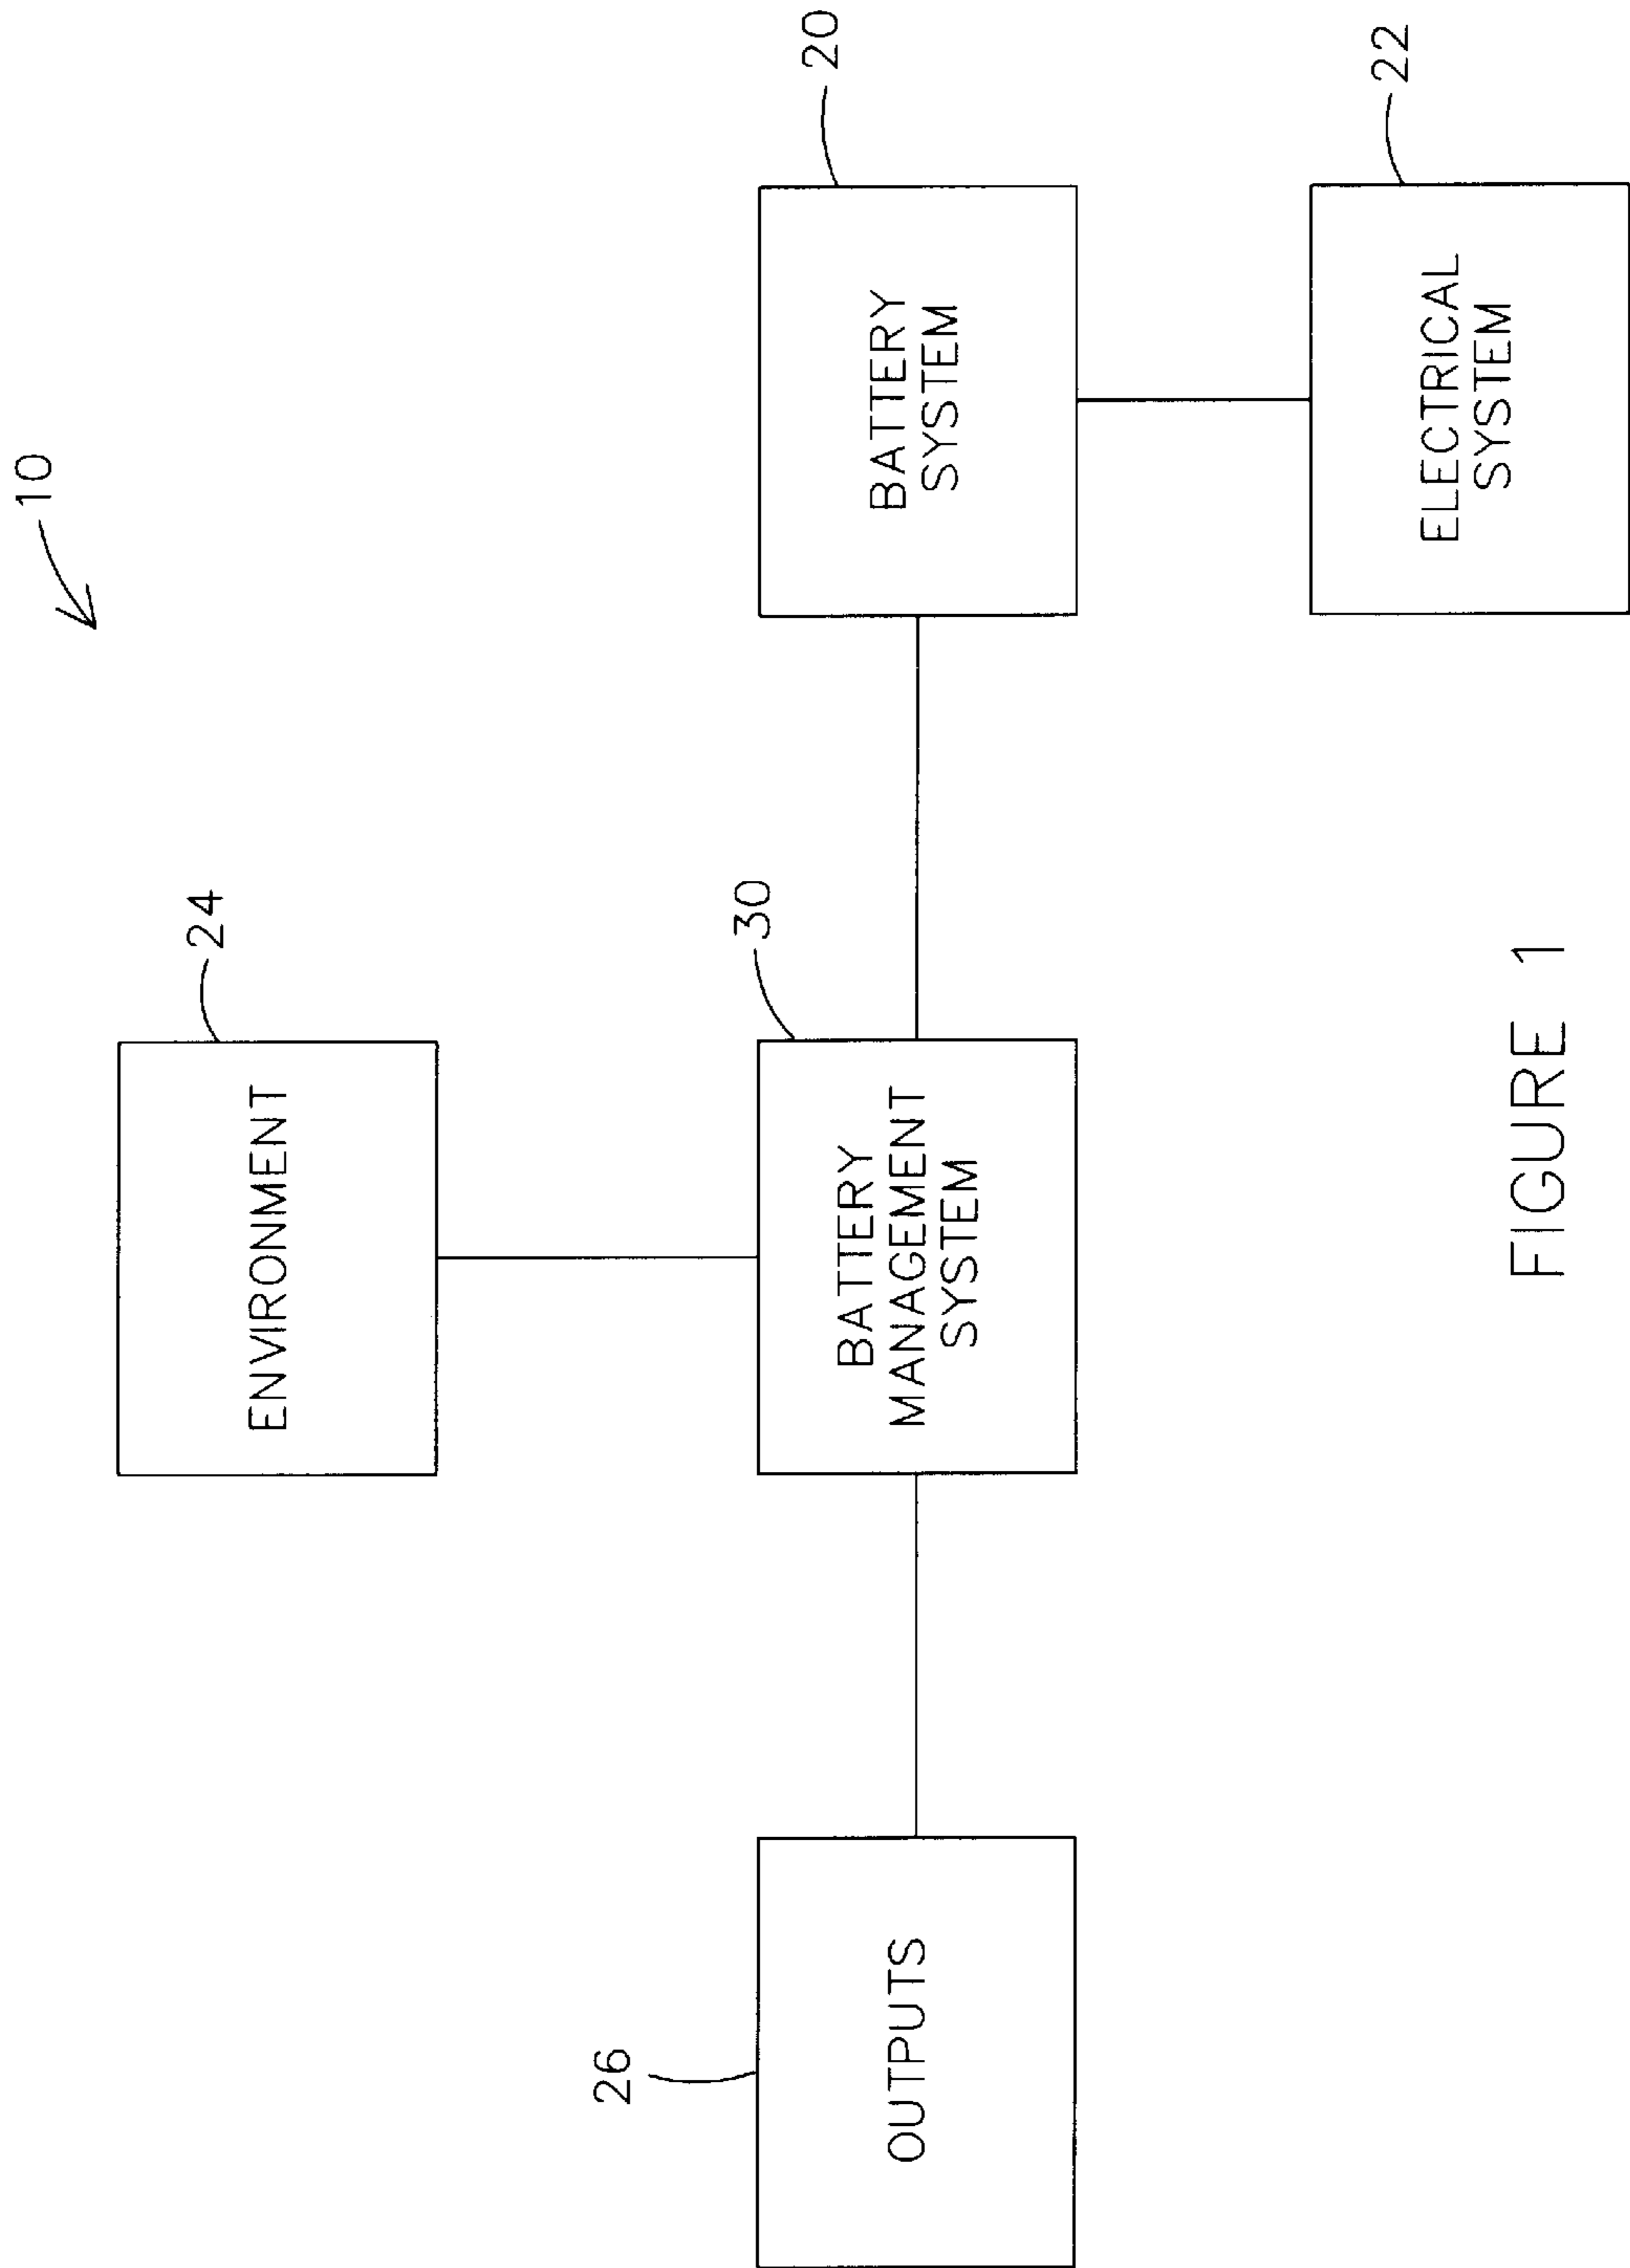 10
24
ENVIRONMENT
26
OUTPUTS
30
BATTERY
MANAGEMENT
SYSTEM
20
BATTERY
SYSTEM
22
ELECTRICAL
SYSTEM
FIGURE 1